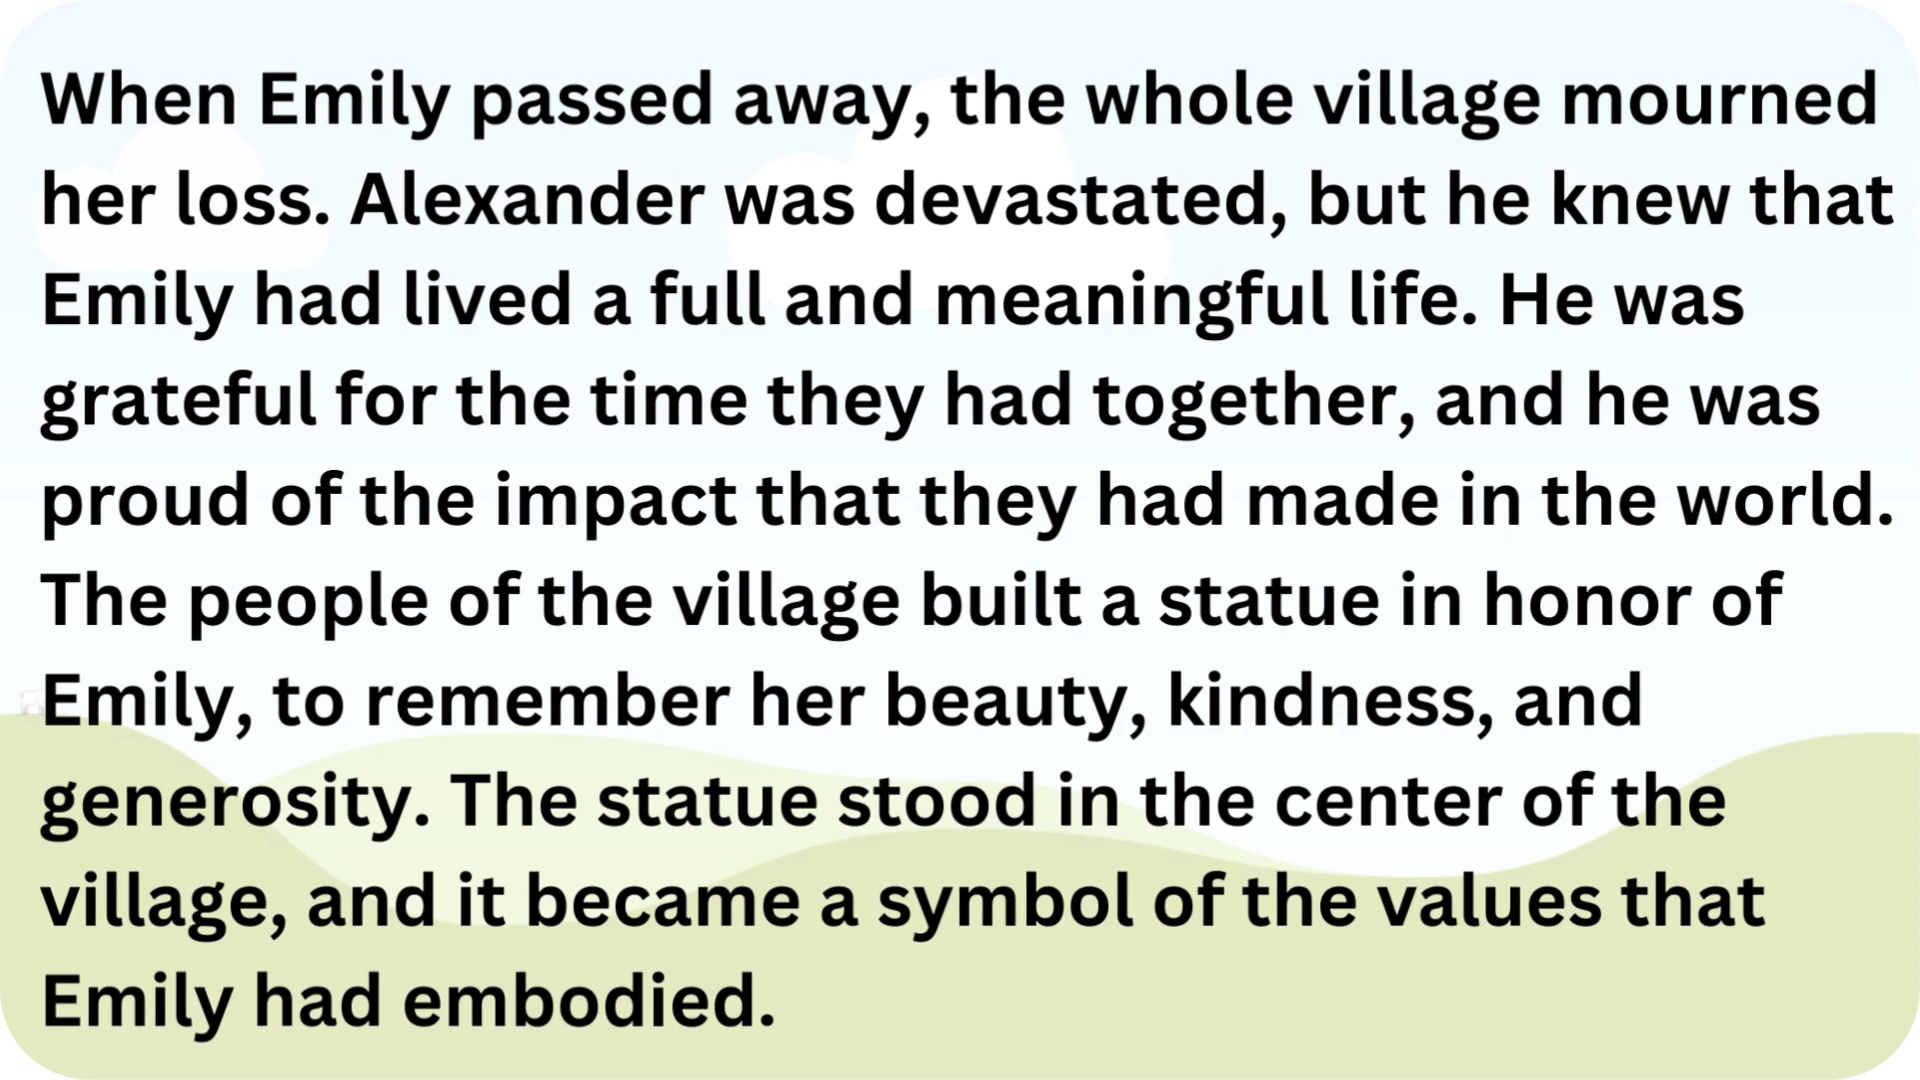 When Emily passed away, the whole village mourned
her loss. Alexander was devastated, but he knew that
Emily had lived a full and meaningful life. He was
grateful for the time they had together, and he was
proud of the impact that they had made in the world.
The people of the village built a statue in honor of
Emily, to remember her beauty, kindness, and
generosity. The statue stood in the center of the
village, and it became a symbol of the values that
Emily had embodied.